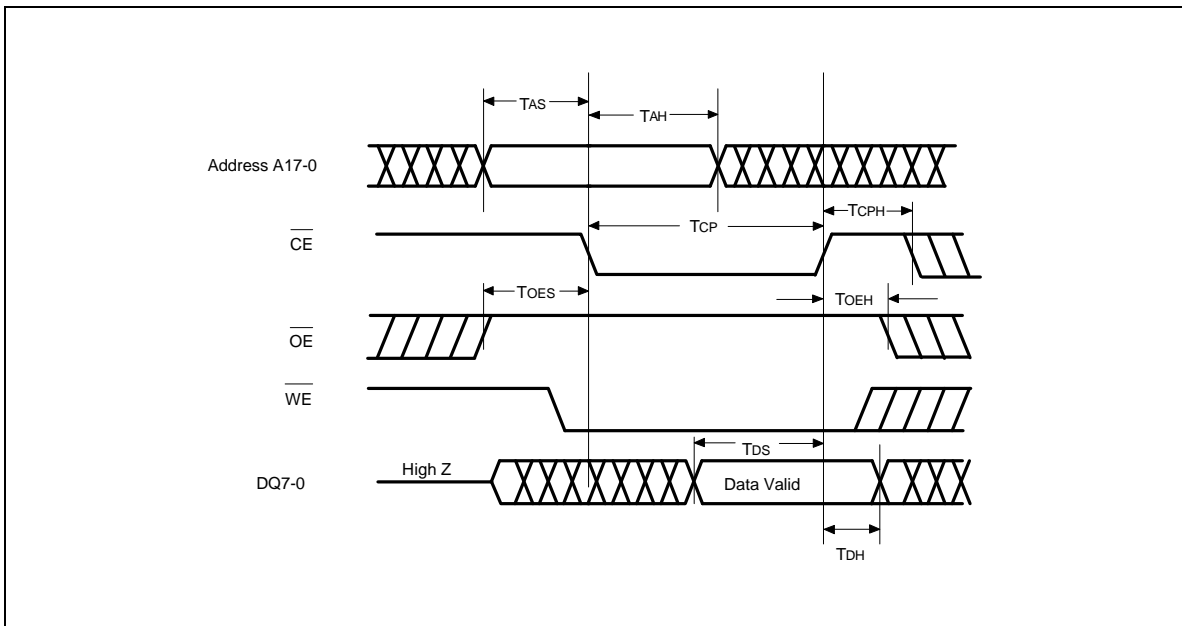 TAS
TAH
Address A17-0
TCPH
TCP
CE
TOES
TOEH
OE
WE
TDS
High Z
DQ7-0
Data Valid
TDH